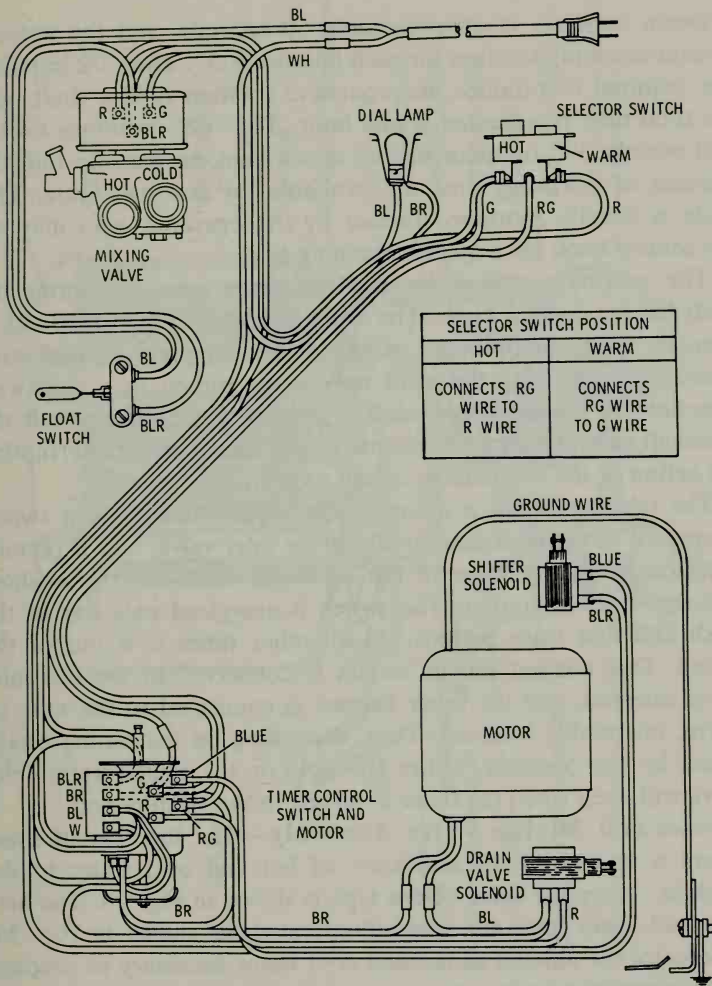 BL
WH
R
G
BLR
HOT
COLD
MIXING
VALVE
DIAL LAMP
BL
BR
SELECTOR SWITCH
HOT
WARM
G
RG
R
BL
FLOAT
SWITCH
BLR
SELECTOR SWITCH POSITION
HOT
WARM
CONNECTS RG
WIRE TO
R WIRE
CONNECTS
RG WIRE
TO G WIRE
GROUND WIRE
SHIFTER
SOLENOID
BLUE
BLR
MOTOR
BLUE
BLR
BR
BL
W
G
R
RG
TIMER CONTROL
SWITCH AND
MOTOR
DRAIN
VALVE
SOLENOID
BR
BR
BL
R